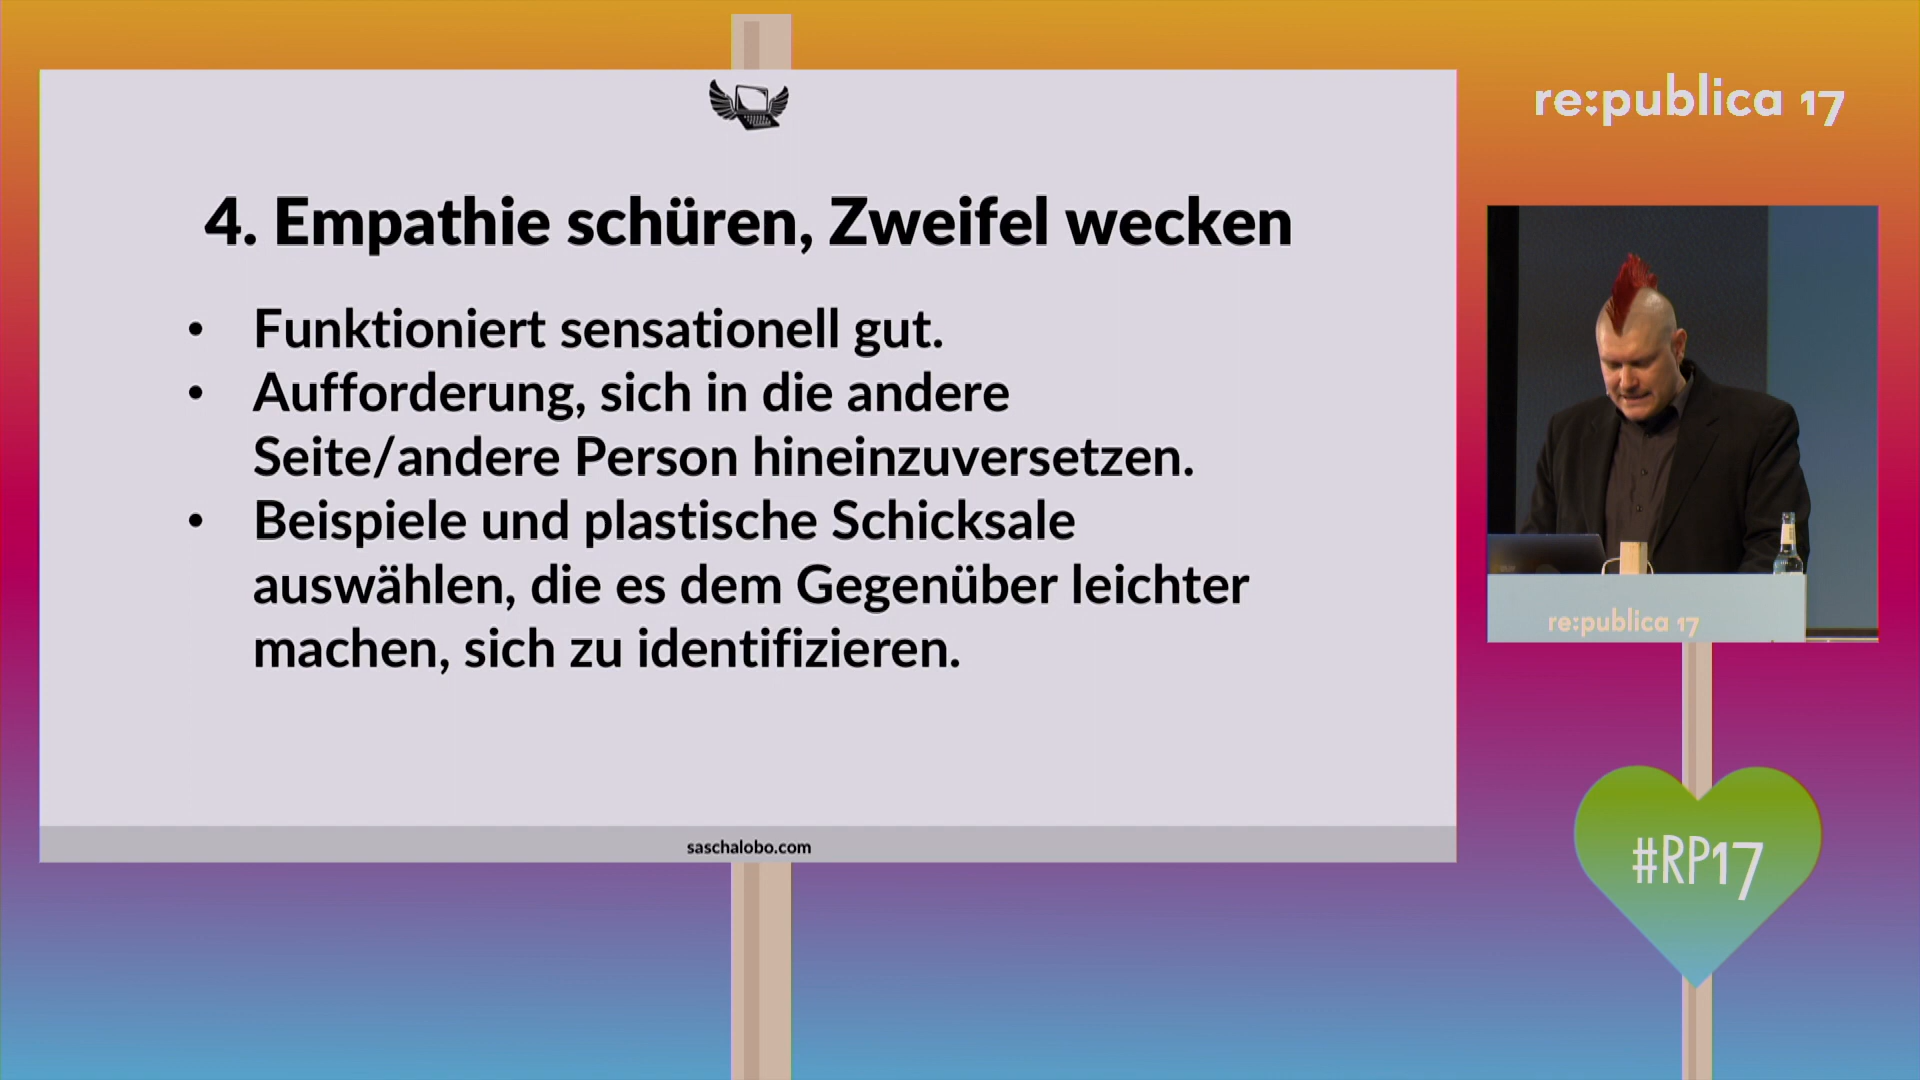 re:publica 17
4. Empathie schüren, Zweifel wecken
• Funktioniert sensationell gut.
• Aufforderung, sich in die andere
Seite/andere Person hineinzuversetzen.
• Beispiele und plastische Schicksale
auswählen, die es dem Gegenüber leichter
machen, sich zu identifizieren.
saschalobo.com
re:publica 17
#RP17